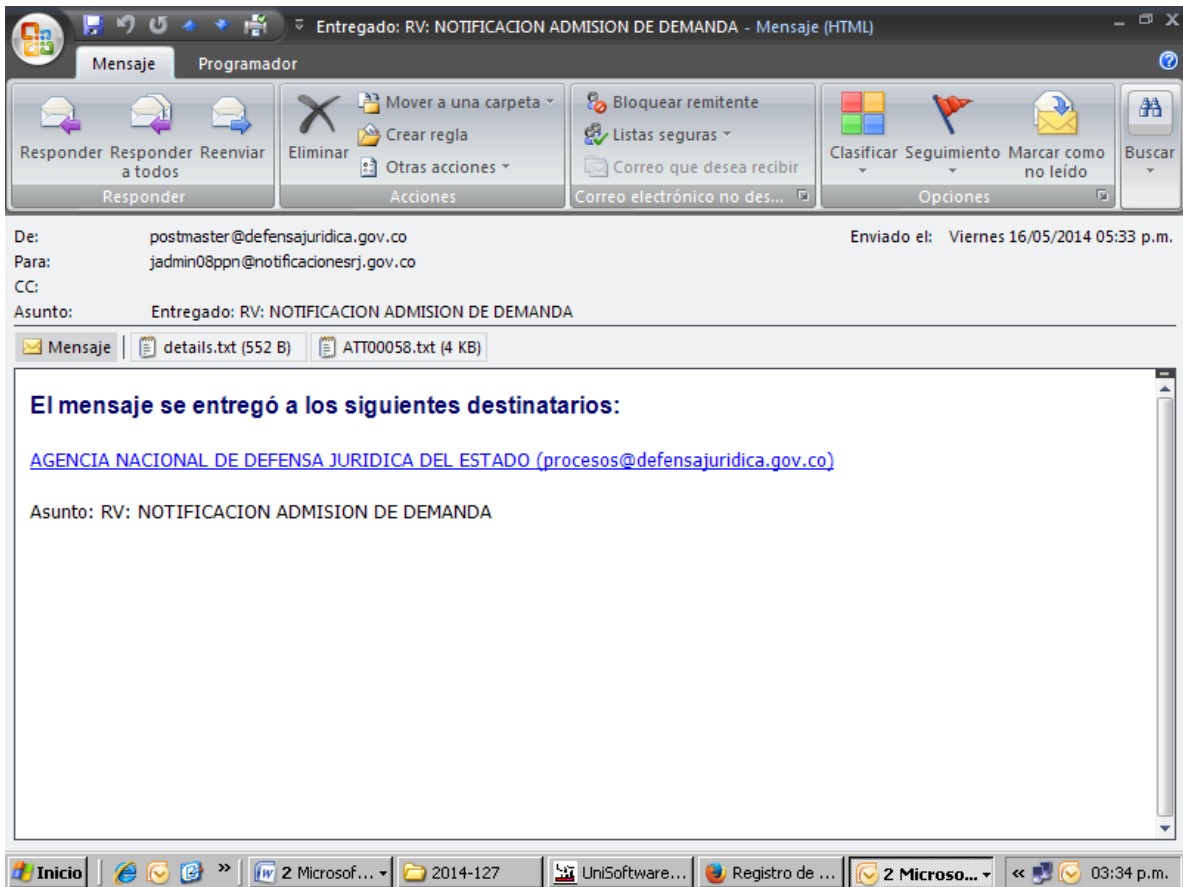 Entregado: RV: NOTIFICACION ADMISION DE DEMANDA - Mensaje (HTML)
Mensaje Programador
Responder Responder a todos Reenviar
Responder
Eliminar
Mover a una carpeta
Crear regla
Otras acciones
Acciones
Bloquear remitente
Listas seguras
Correo que desea recibir
Correo electrónico no des...
Clasificar Seguimiento Marcar como no leído
Opciones
Buscar
De: postmaster@defensajuridica.gov.co Enviado el: Viernes 16/05/2014 05:33 p.m.
Para: jadmin08ppn@notificacionesrj.gov.co
CC:
Asunto: Entregado: RV: NOTIFICACION ADMISION DE DEMANDA
Mensaje details.txt (552 B) ATT00058.txt (4 KB)
El mensaje se entregó a los siguientes destinatarios:
AGENCIA NACIONAL DE DEFENSA JURIDICA DEL ESTADO (procesos@defensajuridica.gov.co)
Asunto: RV: NOTIFICACION ADMISION DE DEMANDA
Inicio » 2 Microsof... 2014-127 UniSoftware... Registro de ... 2 Microso... « 03:34 p.m.